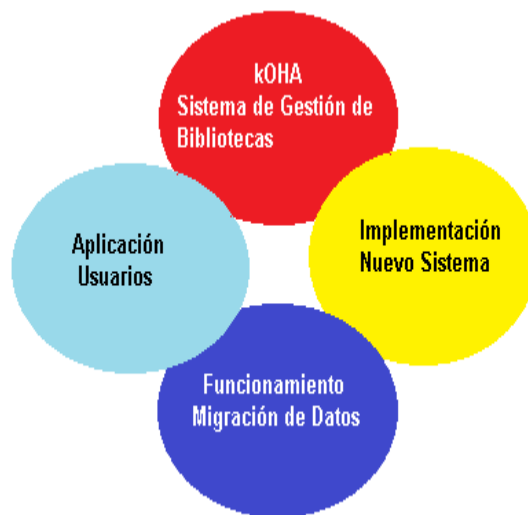 kOHA
Sistema de Gestión de
Bibliotecas
Implementación
Nuevo Sistema
Aplicación
Usuarios
Funcionamiento
Migración de Datos